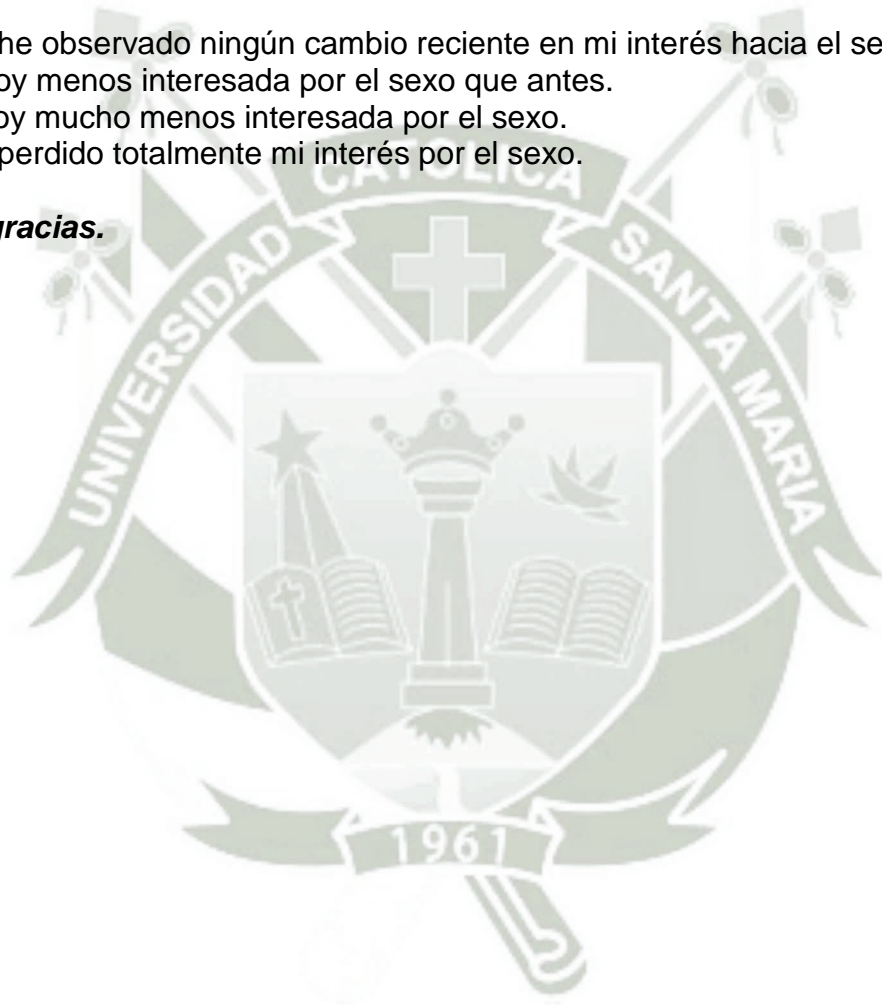 he observado ningún cambio reciente en mi interés hacia el se
oy menos interesada por el sexo que antes.
oy mucho menos interesada por el sexo.
perdido totalmente mi interés por el sexo.
gracias.
UNIVERSIDAD CATOLICA SANTA MARIA
1961